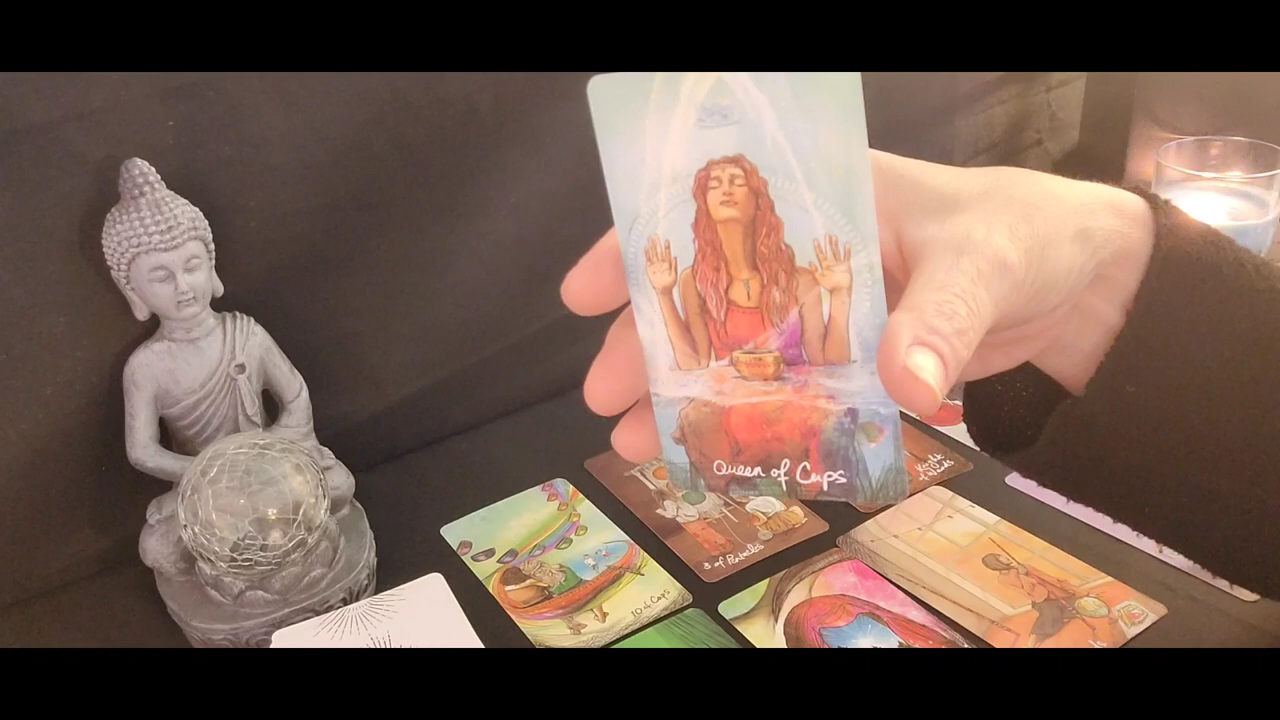 Queen of Cups
Knight
of Wands
3 of Pentacles
10 of Cups